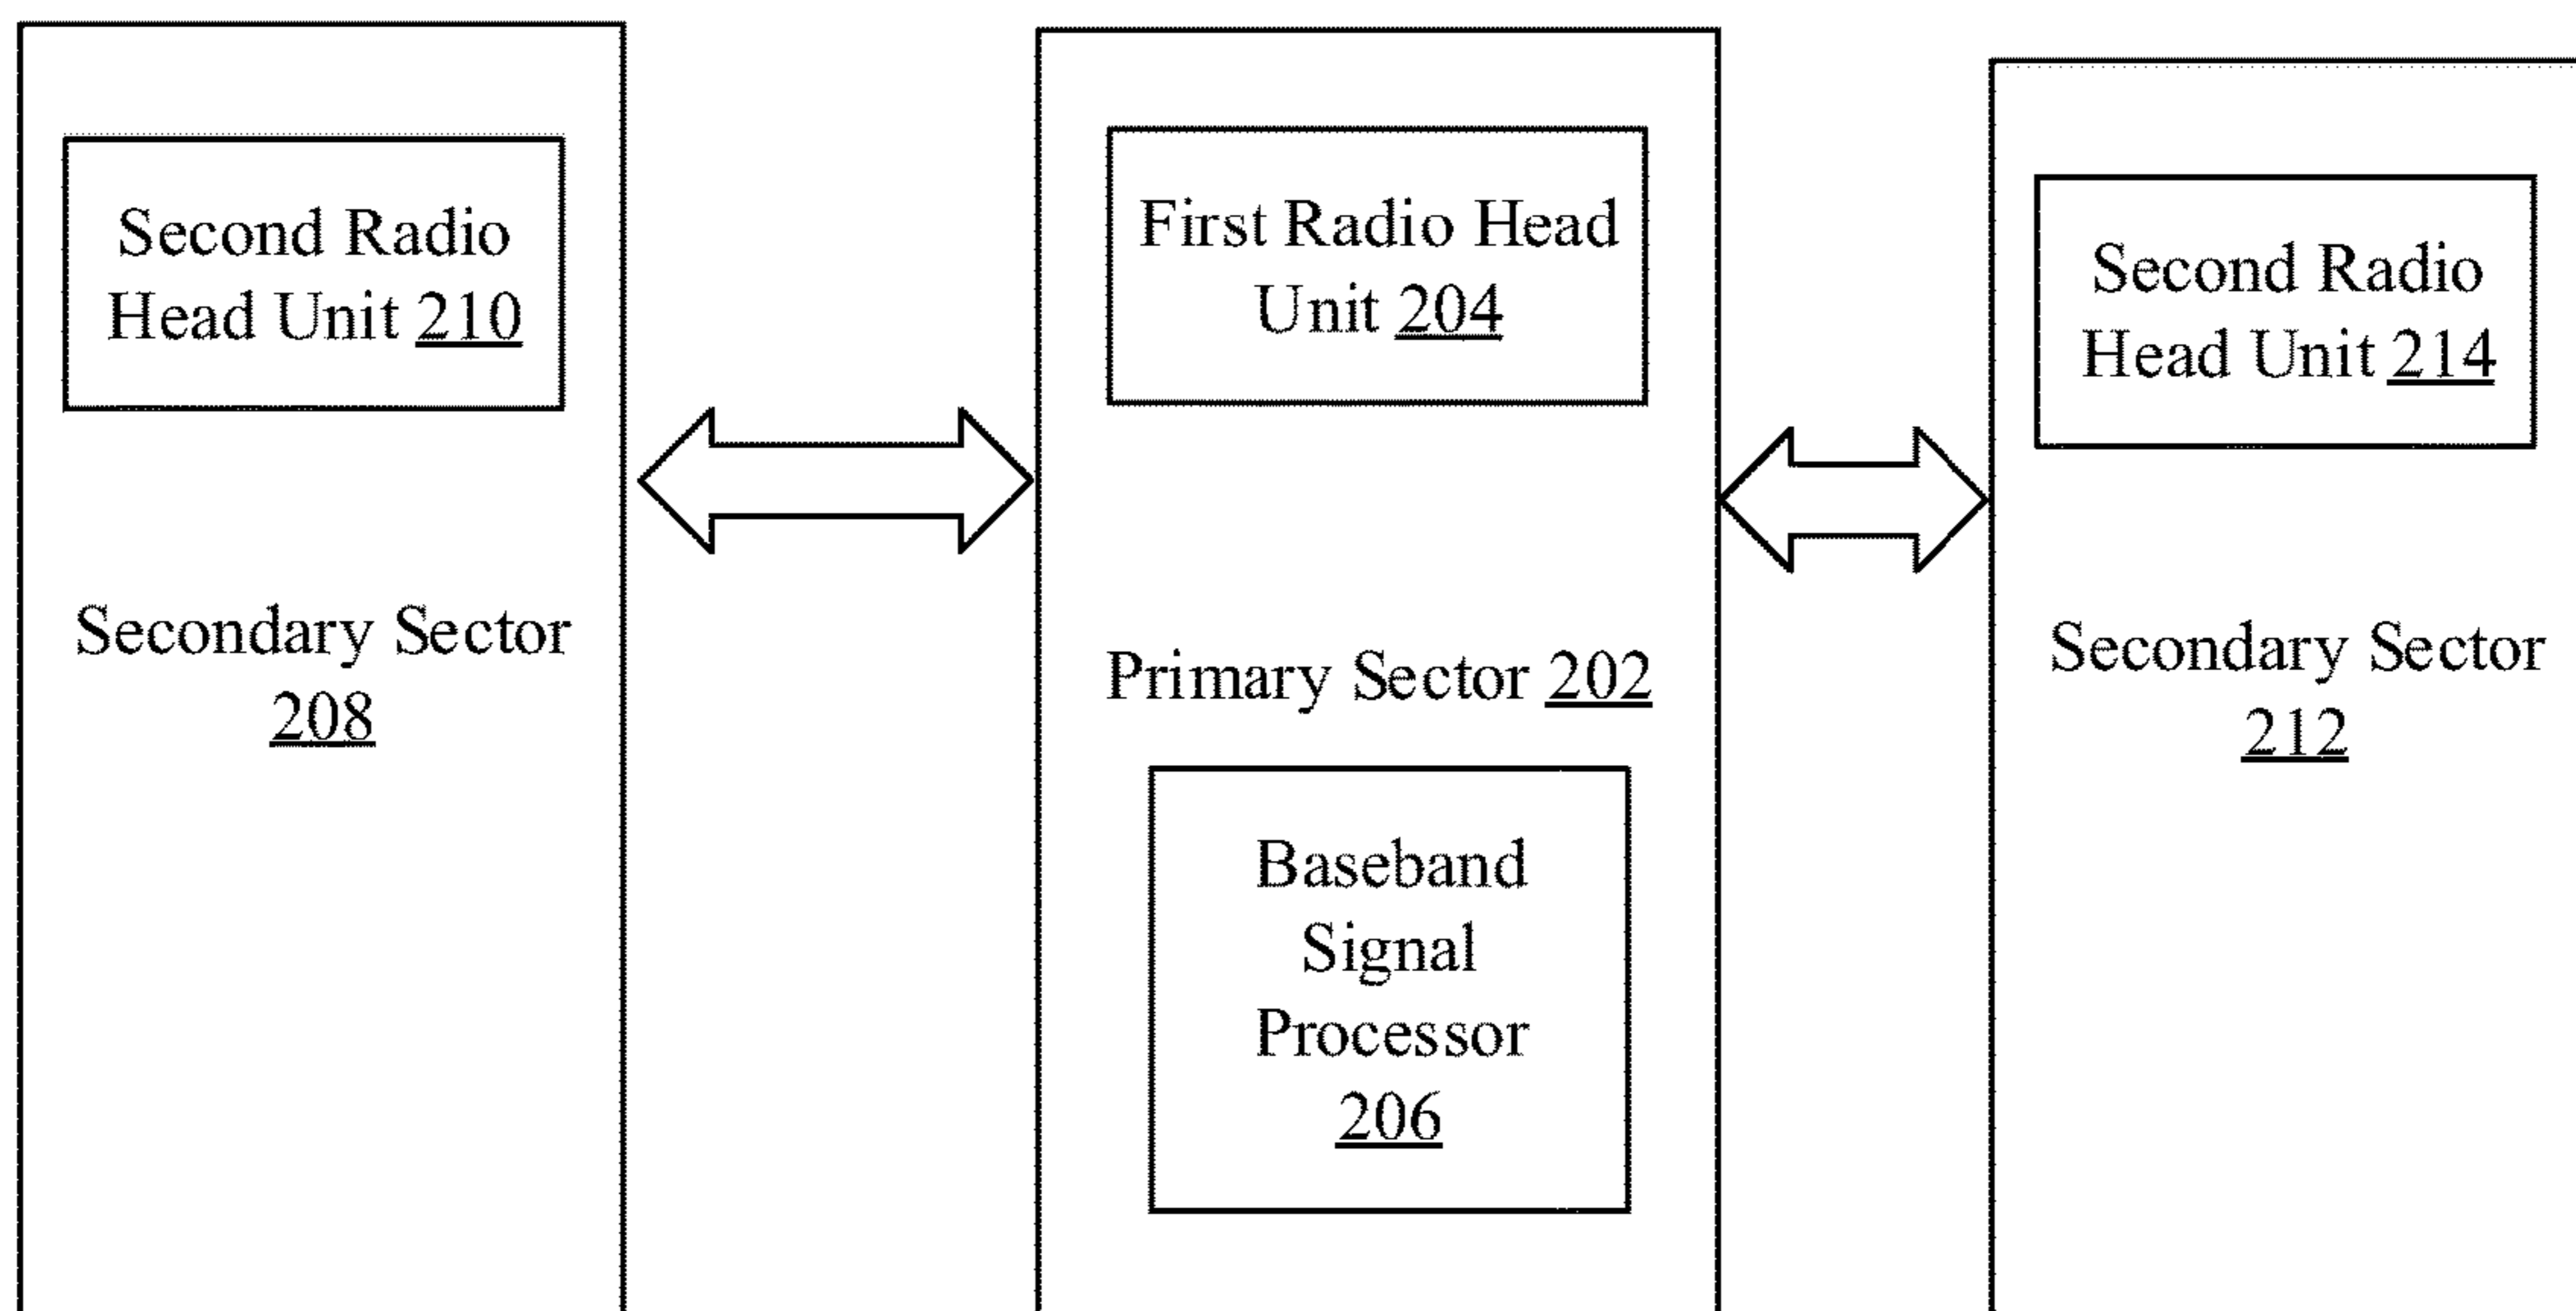 Second Radio
Head Unit 210
Secondary Sector
208
First Radio Head
Unit 204
Primary Sector 202
Baseband
Signal
Processor
206
Second Radio
Head Unit 214
Secondary Sector
212